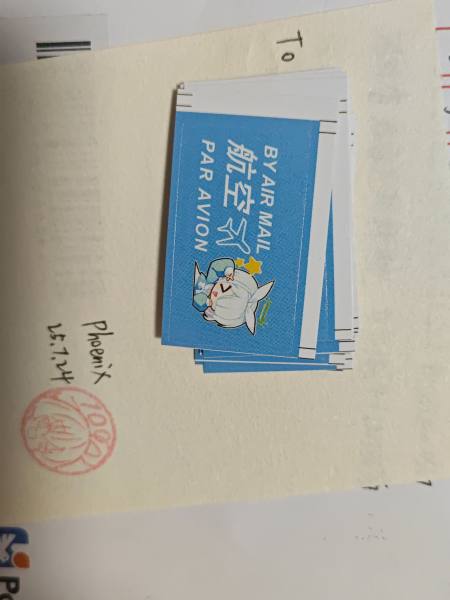 To
BY AIR MAIL
航空
PAR AVION
Phoenix
25.7.24